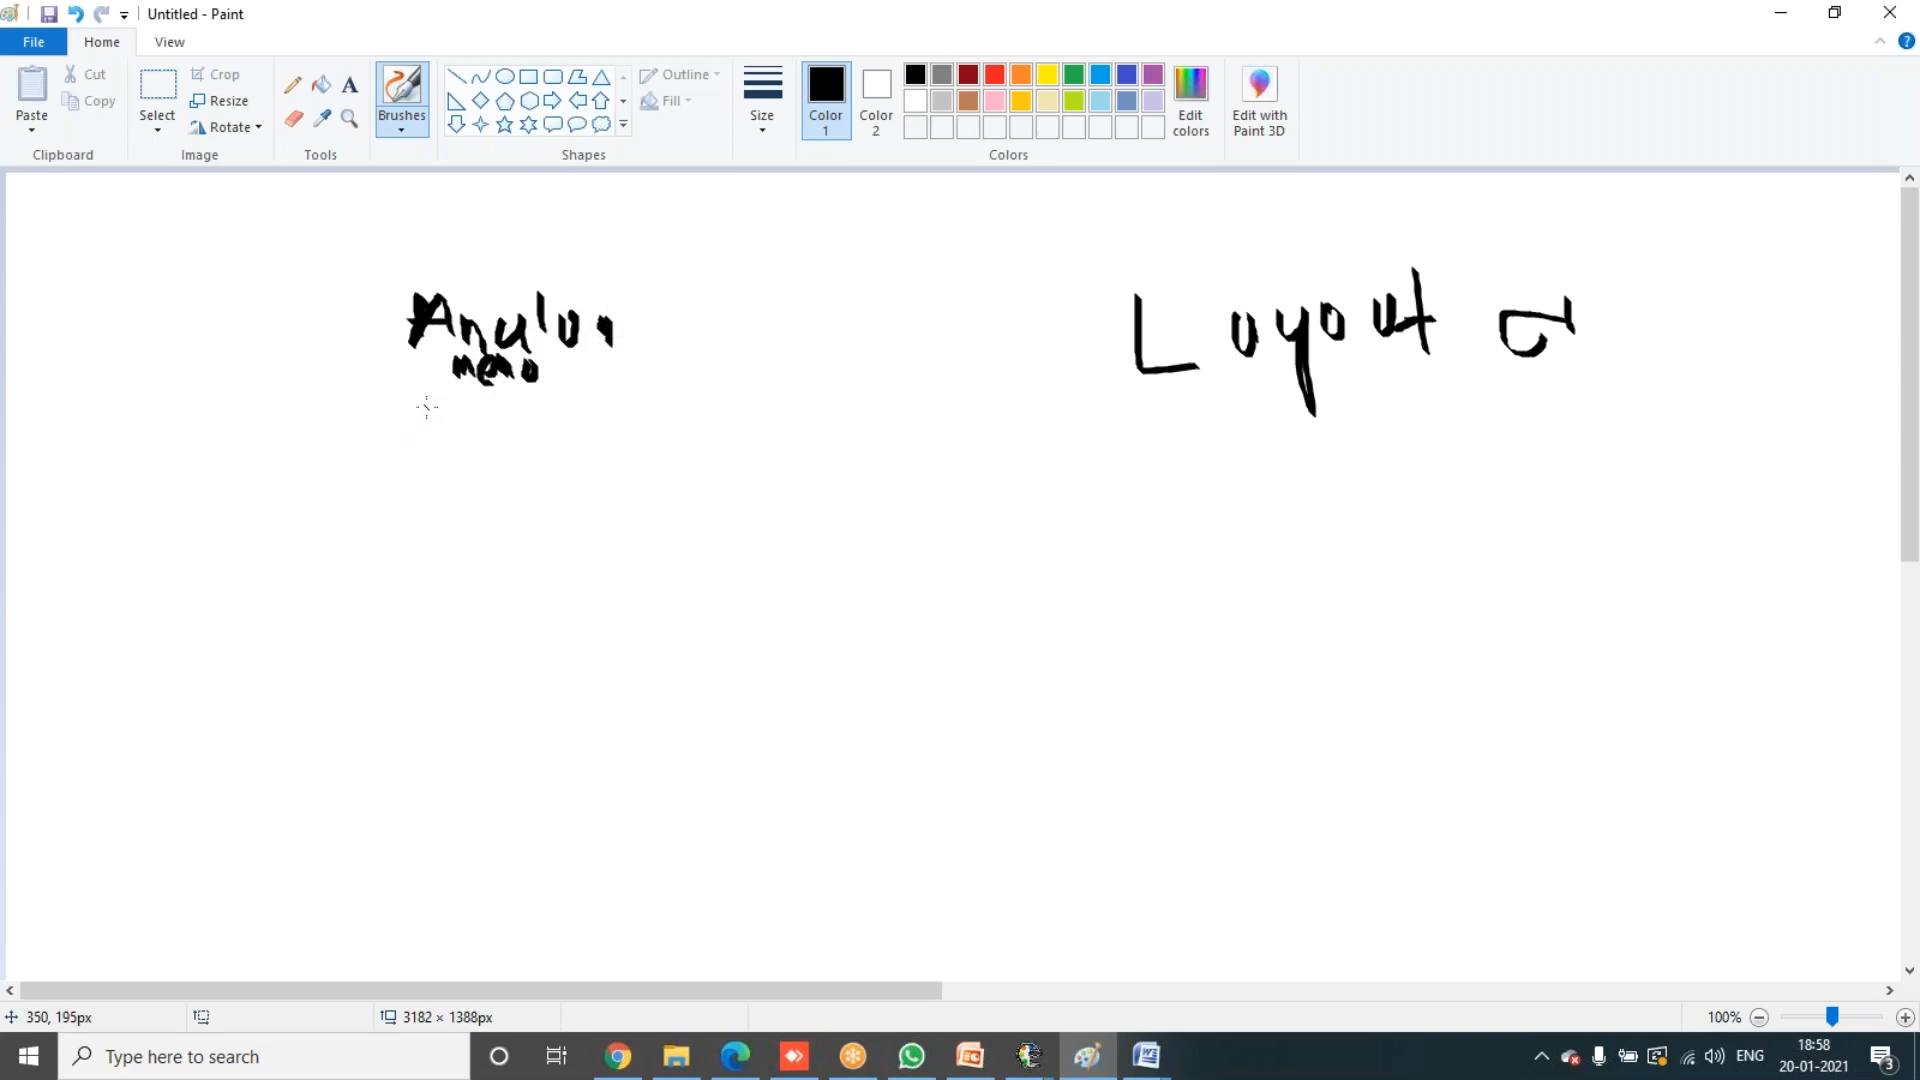 Untitled - Paint
File Home View
Paste
Cut
Copy
Clipboard
Select
Crop
Resize
Rotate
Image
Tools
Brushes
Shapes
Outline
Fill
Size
Color 1
Color 2
Edit colors
Colors
Edit with Paint 3D
Layout
350, 195px
3182 × 1388px
100%
Type here to search
ENG
18:58
20-01-2021
3